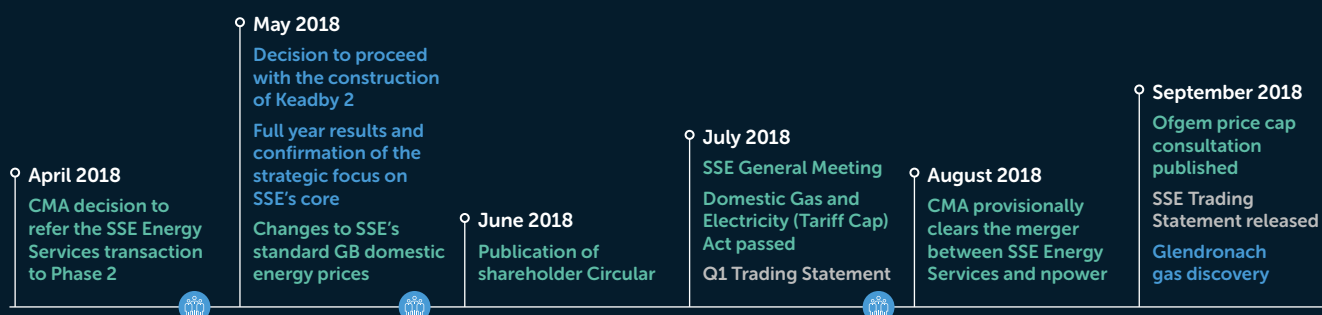 April 2018
CMA decision to
refer the SSE Energy
Services transaction
to Phase 2
May 2018
Decision to proceed
with the construction
of Keadby 2
Full year results and
confirmation of the
strategic focus on
SSE's core
Changes to SSE's
standard GB domestic
energy prices
June 2018
Publication of
shareholder Circular
July 2018
SSE General Meeting
Domestic Gas and
Electricity (Tariff Cap)
Act passed
Q1 Trading Statement
August 2018
CMA provisionally
clears the merger
between SSE Energy
Services and npower
September 2018
Ofgem price cap
consultation
published
SSE Trading
Statement released
Glendronach
gas discovery